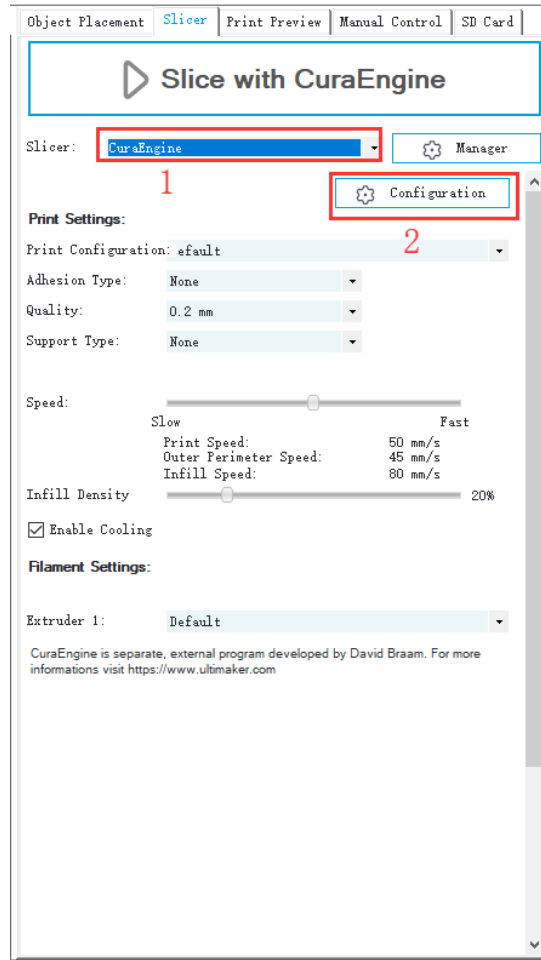 Object Placement Slicer Print Preview Manual Control SD Card
Slice with CuraEngine
Slicer: CuraEngine Manager
1
Configuration
2
Print Settings:
Print Configuration: efault
Adhesion Type: None
Quality: 0.2 mm
Support Type: None
Speed:
Slow Fast
Print Speed: 50 mm/s
Outer Perimeter Speed: 45 mm/s
Infill Speed: 80 mm/s
Infill Density 20%
Enable Cooling
Filament Settings:
Extruder 1: Default
CuraEngine is separate, external program developed by David Braam. For more
informations visit https://www.ultimaker.com